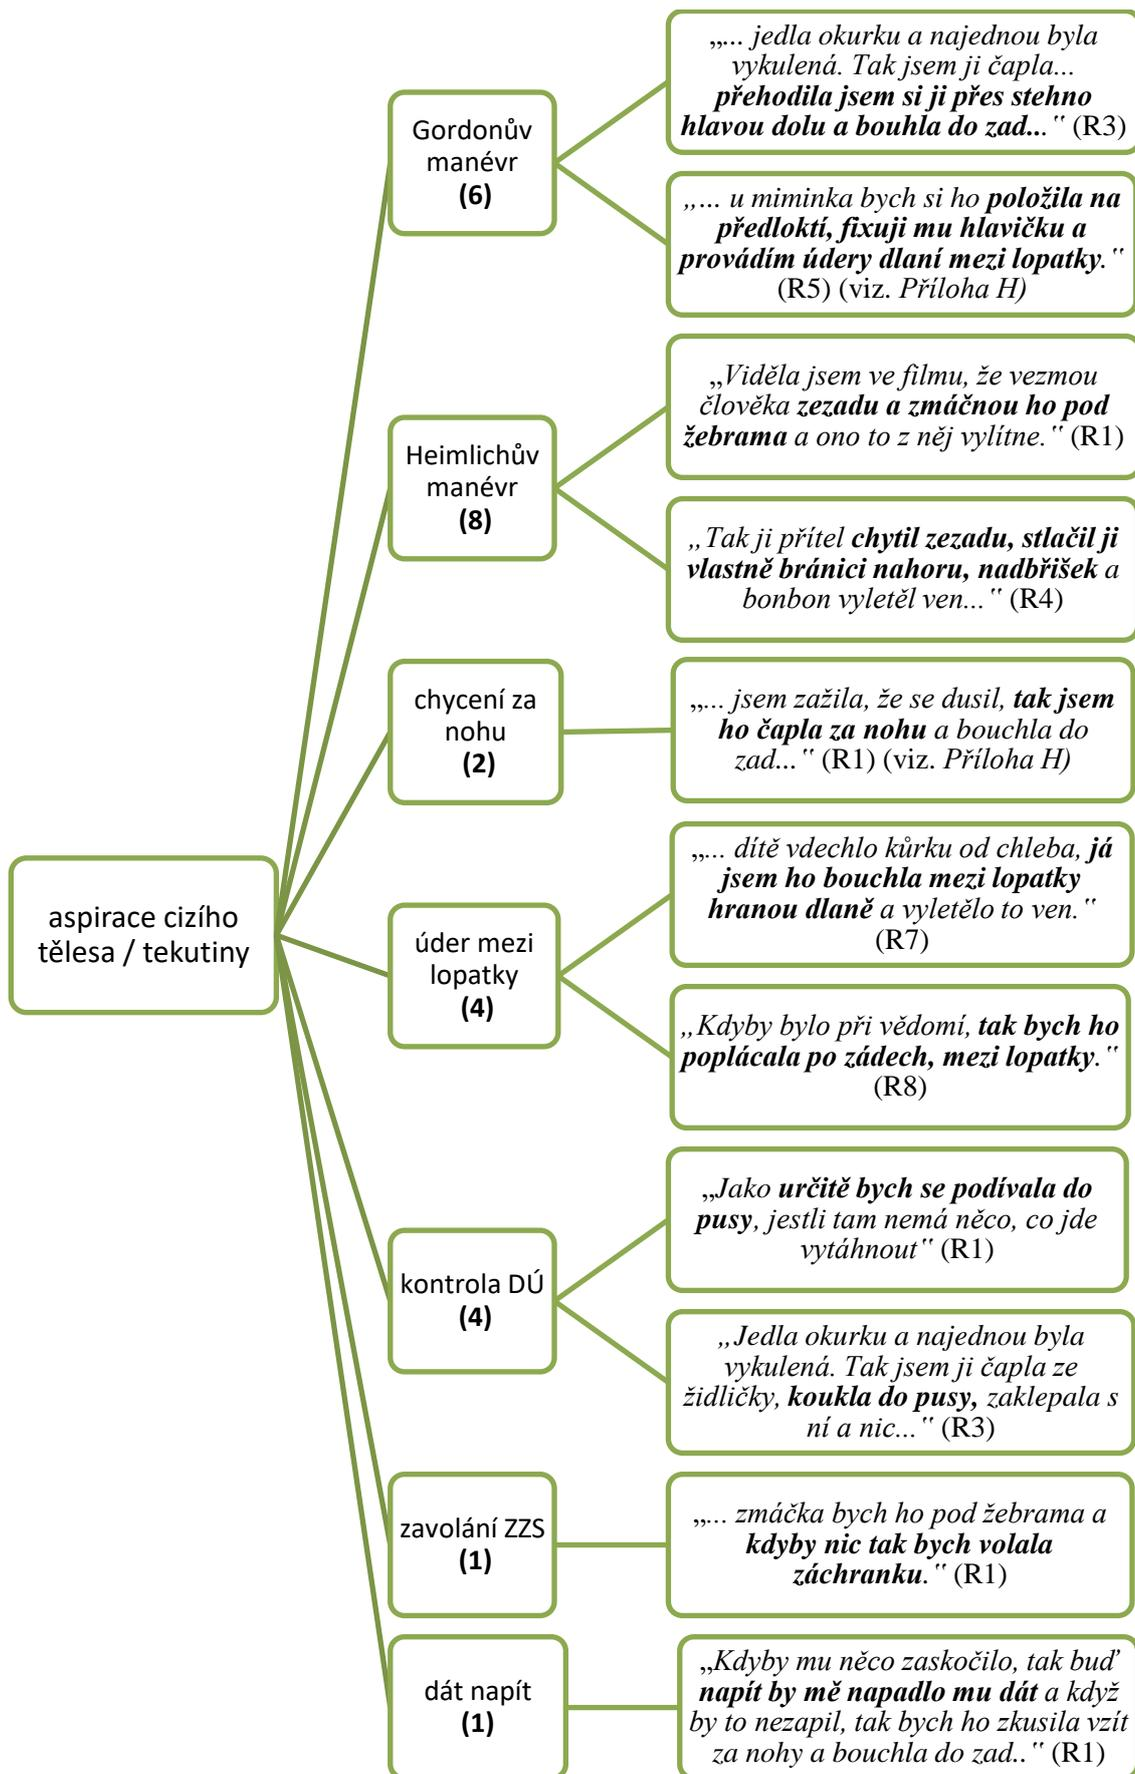 aspirace cizího
tělesa / tekutiny
Gordonův
manévr
(6)
„... jedla okurku a najednou byla
vykulená. Tak jsem ji čapla...
přehodila jsem si ji přes stehno
hlavou dolu a bouhla do zad...“ (R3)
„... u miminka bych si ho položila na
předloktí, fixuji mu hlavičku a
provádím údery dlaní mezi lopatky.“
(R5) (viz. Příloha H)
Heimlichův
manévr
(8)
„Viděla jsem ve filmu, že vezmou
člověka zezadu a zmáčnou ho pod
žebrama a ono to z něj vylítne.“ (R1)
„Tak ji přítel chytil zezadu, stlačil ji
vlastně bránici nahoru, nadbřišek a
bonbon vyletěl ven...“ (R4)
chycení za
nohu
(2)
„... jsem zažila, že se dusil, tak jsem
ho čapla za nohu a bouchla do
zad...“ (R1) (viz. Příloha H)
úder mezi
lopatky
(4)
„... dítě vdechlo kůrku od chleba, já
jsem ho bouchla mezi lopatky
hranou dlaně a vyletělo to ven.“
(R7)
„Kdyby bylo při vědomí, tak bych ho
poplácala po zádech, mezi lopatky.“
(R8)
kontrola DÚ
(4)
„Jako určitě bych se podívala do
pusy, jestli tam nemá něco, co jde
vytáhnout“ (R1)
„Jedla okurku a najednou byla
vykulená. Tak jsem ji čapla ze
židličky, koukla do pusy, zaklepala s
ní a nic...“ (R3)
zavolání ZZS
(1)
„... zmáčka bych ho pod žebrama a
kdyby nic tak bych volala
záchranku.“ (R1)
dát napít
(1)
„Kdyby mu něco zaskočilo, tak buď
napít by mě napadlo mu dát a když
by to nezapil, tak bych ho zkusila vzít
za nohy a bouchla do zad..“ (R1)